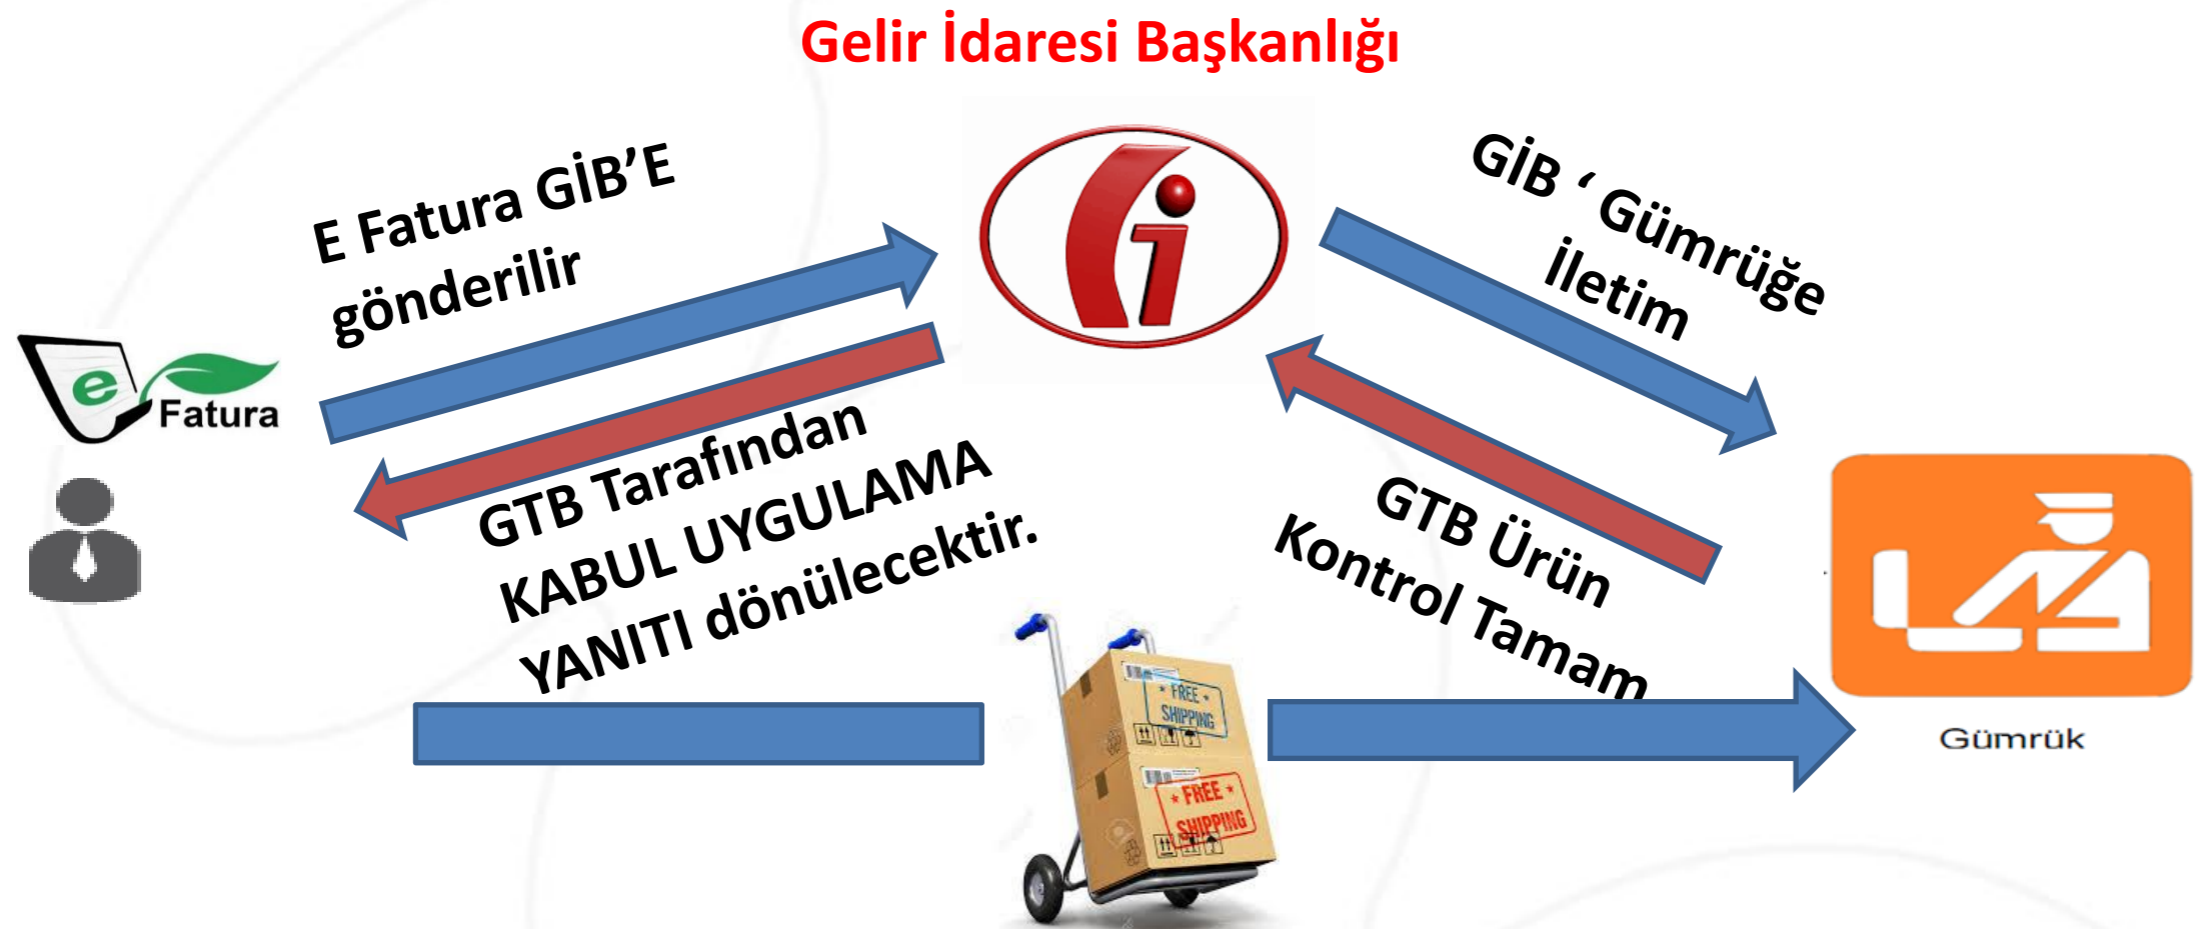 Gelir İdaresi Başkanlığı
E Fatura GİB’E
gönderilir
GİB ‘ Gümrüğe
İletim
e
Fatura
GTB Tarafından
KABUL UYGULAMA
YANITI dönülecektir.
GTB Ürün
Kontrol Tamam
FREE
SHIPPING
FREE
SHIPPING
Gümrük